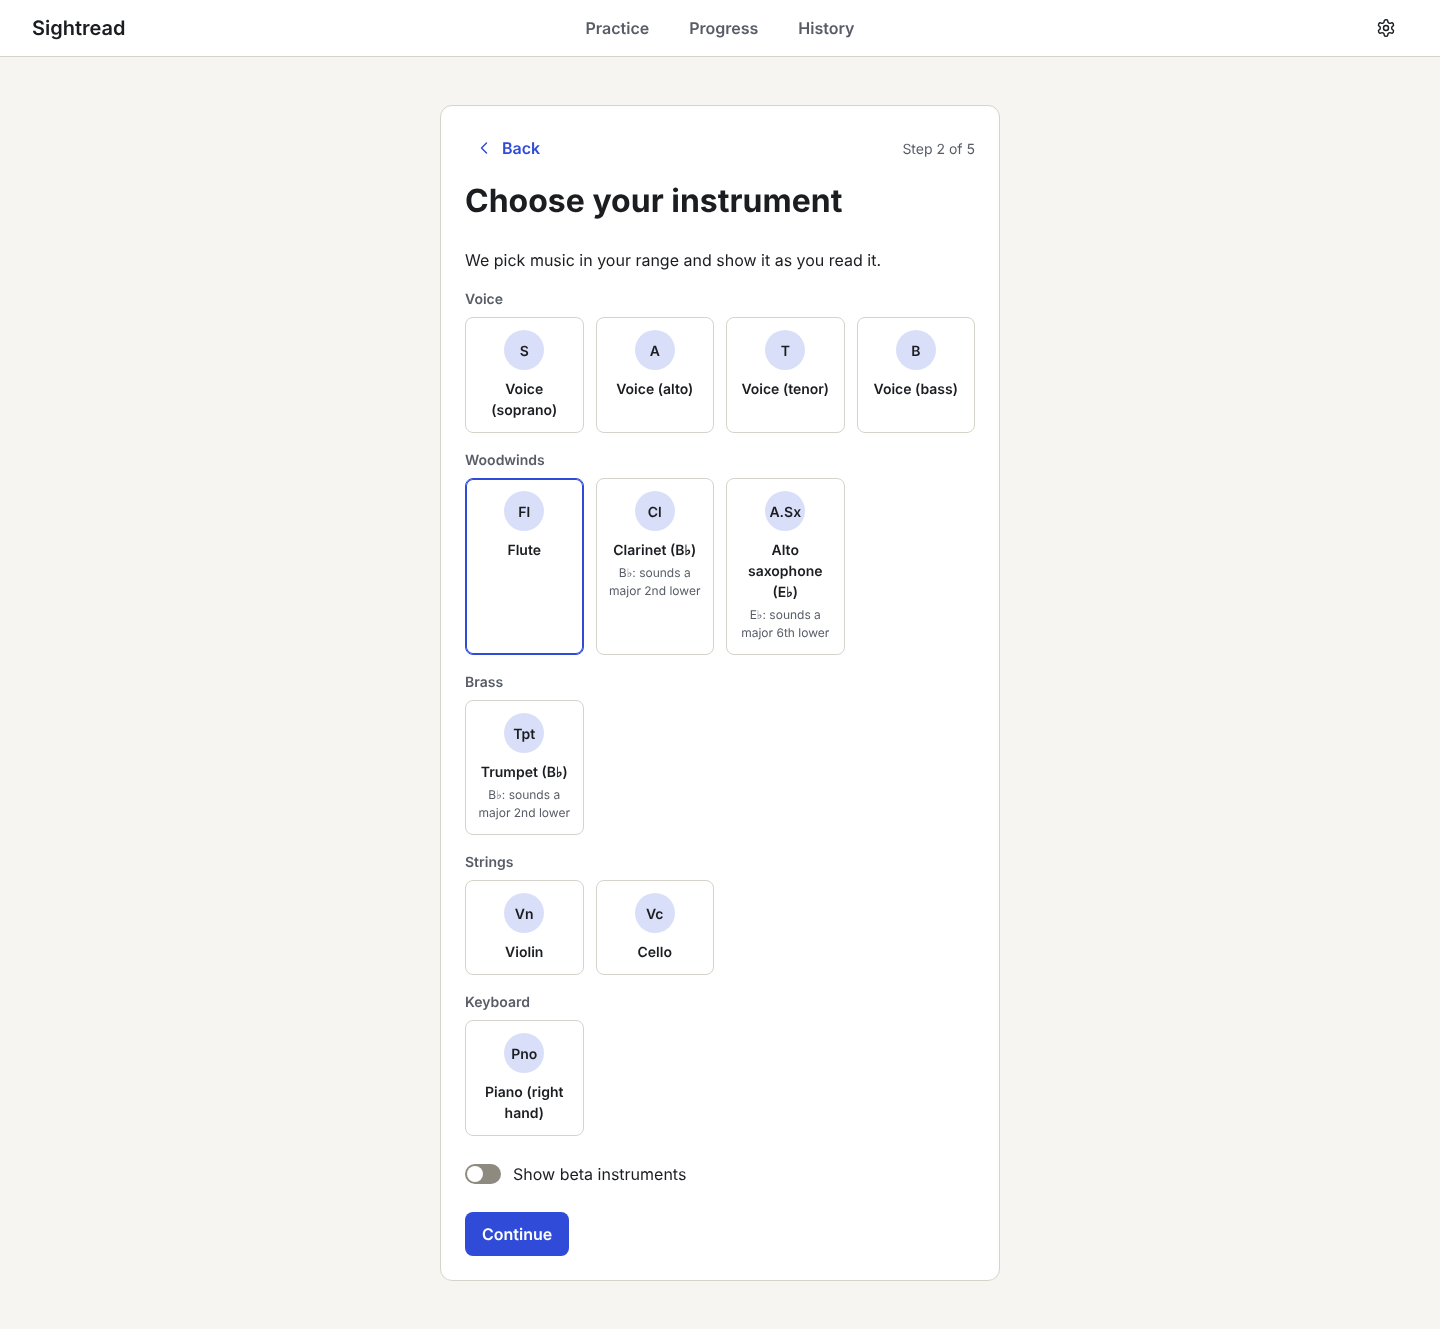 Sightread
Practice
Progress
History
Back
Step 2 of 5
Choose your instrument
We pick music in your range and show it as you read it.
Voice
S
Voice
(soprano)
A
Voice (alto)
T
Voice (tenor)
B
Voice (bass)
Woodwinds
Fl
Flute
Cl
Clarinet (B♭)
B♭: sounds a
major 2nd lower
A.Sx
Alto
saxophone
(E♭)
E♭: sounds a
major 6th lower
Brass
Tpt
Trumpet (B♭)
B♭: sounds a
major 2nd lower
Strings
Vn
Violin
Vc
Cello
Keyboard
Pno
Piano (right
hand)
Show beta instruments
Continue